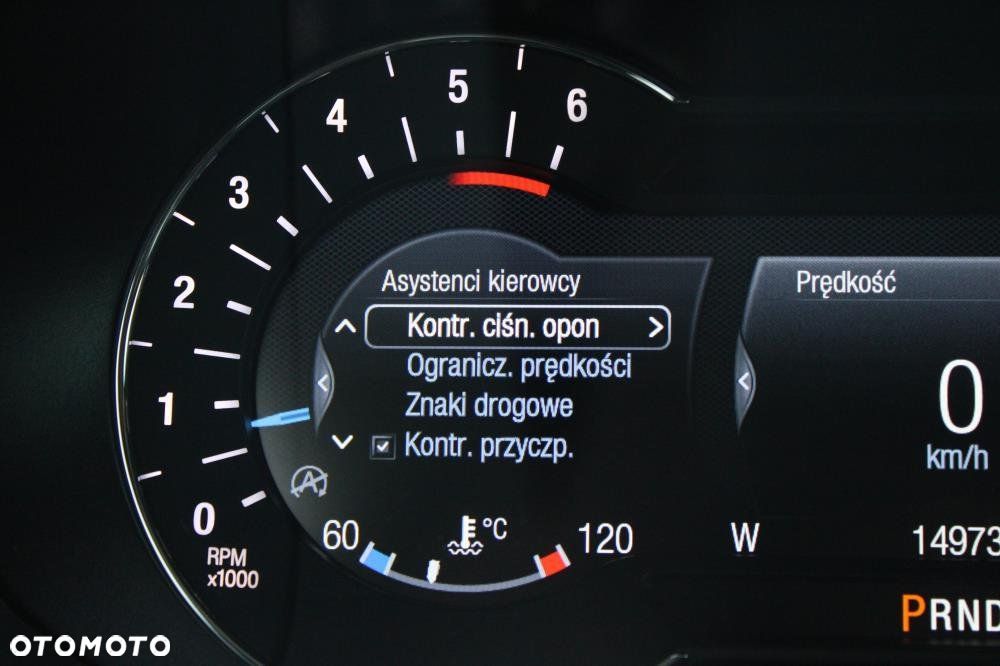 6
5
4
3
2
1
0
RPM
x1000
Asystenci kierowcy
Kontr. ciśn. opon
Ogranicz. prędkości
Znaki drogowe
Kontr. przyczp.
A
60
°C
120
Prędkość
0
km/h
W
14973
PRND
OTOMOTO